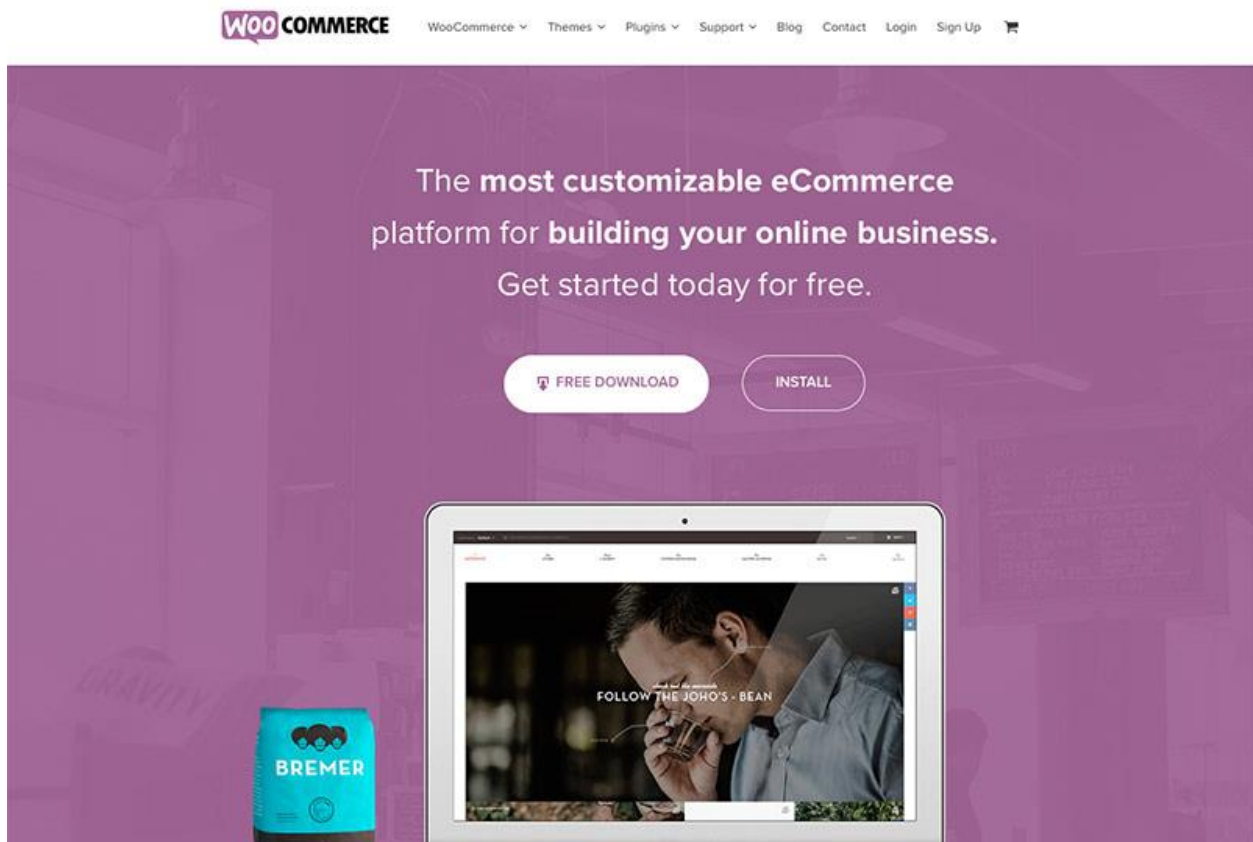 WOO COMMERCE
WooCommerce Themes Plugins Support Blog Contact Login Sign Up
The most customizable eCommerce
platform for building your online business.
Get started today for free.
FREE DOWNLOAD INSTALL
FOLLOW THE JOHO'S - BEAN
GRAVITY
BREMER